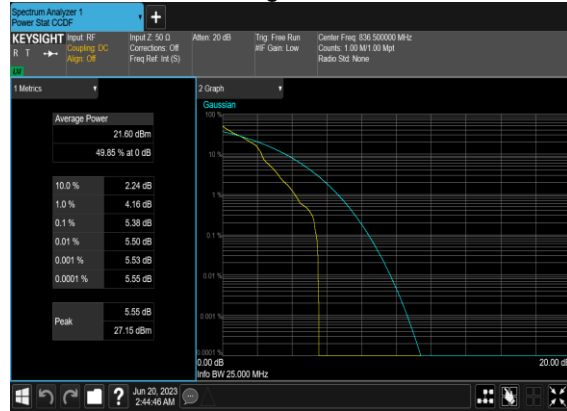 Spectrum Analyzer 1
Power Stat CCDF
+
KEYSIGHT
R T
LXI
Input: RF
Coupling: DC
Align: Off
Input Z: 50 Ω
Corrections: Off
Freq Ref: Int (S)
Atten: 20 dB
Trig: Free Run
#IF Gain: Low
Center Freq: 836.500000 MHz
Counts: 1.00 M/1.00 Mpt
Radio Std: None
1 Metrics
Average Power
21.60 dBm
49.85 % at 0 dB
10.0 % 2.24 dB
1.0 % 4.16 dB
0.1 % 5.38 dB
0.01 % 5.50 dB
0.001 % 5.53 dB
0.0001 % 5.55 dB
Peak
5.55 dB
27.15 dBm
2 Graph
Gaussian
100 %
10 %
1 %
0.1 %
0.01 %
0.001 %
0.0001 %
0.00 dB 20.00 dB
Info BW 25.000 MHz
?
Jun 20, 2023
2:44:46 AM